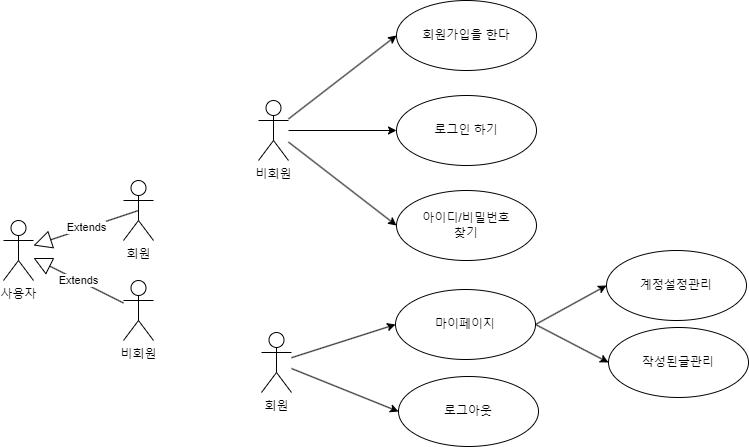 회원가입을 한다
로그인 하기
비회원
아이디/비밀번호
찾기
Extends
회원
사용자
Extends
비회원
계정설정관리
마이페이지
작성된글관리
회원
로그아웃